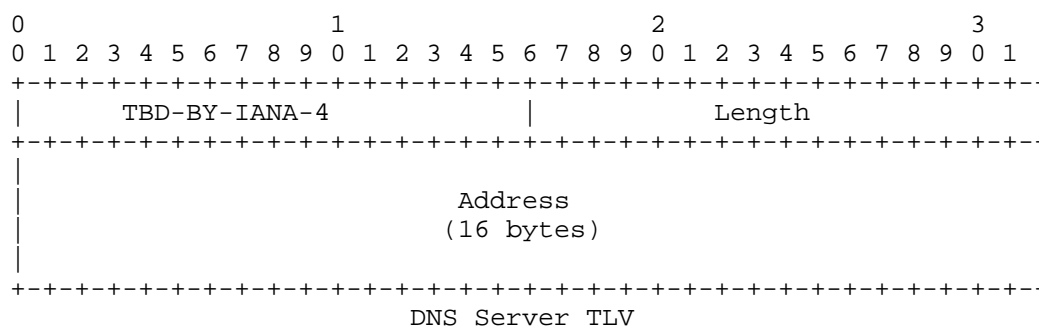 0                   1                   2                   3
0 1 2 3 4 5 6 7 8 9 0 1 2 3 4 5 6 7 8 9 0 1 2 3 4 5 6 7 8 9 0 1
+-+-+-+-+-+-+-+-+-+-+-+-+-+-+-+-+-+-+-+-+-+-+-+-+-+-+-+-+-+-+-+-
|      TBD-BY-IANA-4            |           Length
+-+-+-+-+-+-+-+-+-+-+-+-+-+-+-+-+-+-+-+-+-+-+-+-+-+-+-+-+-+-+-+-
|
|                           Address
|                          (16 bytes)
|
+-+-+-+-+-+-+-+-+-+-+-+-+-+-+-+-+-+-+-+-+-+-+-+-+-+-+-+-+-+-+-+-
                         DNS Server TLV